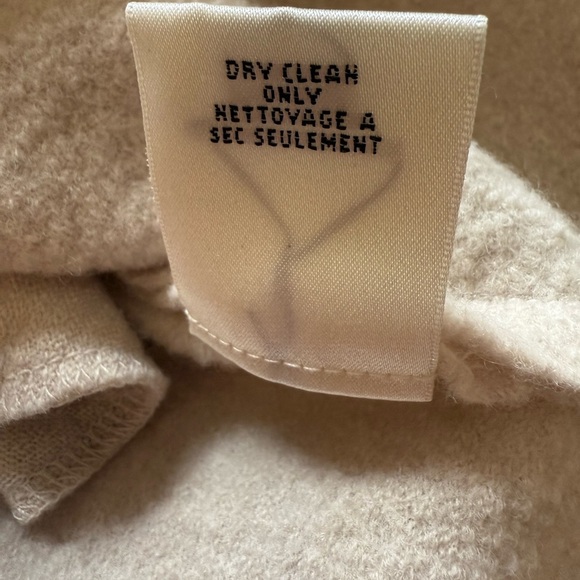 DRY CLEAN
ONLY
NETTOYAGE A
SEC SEULEMENT